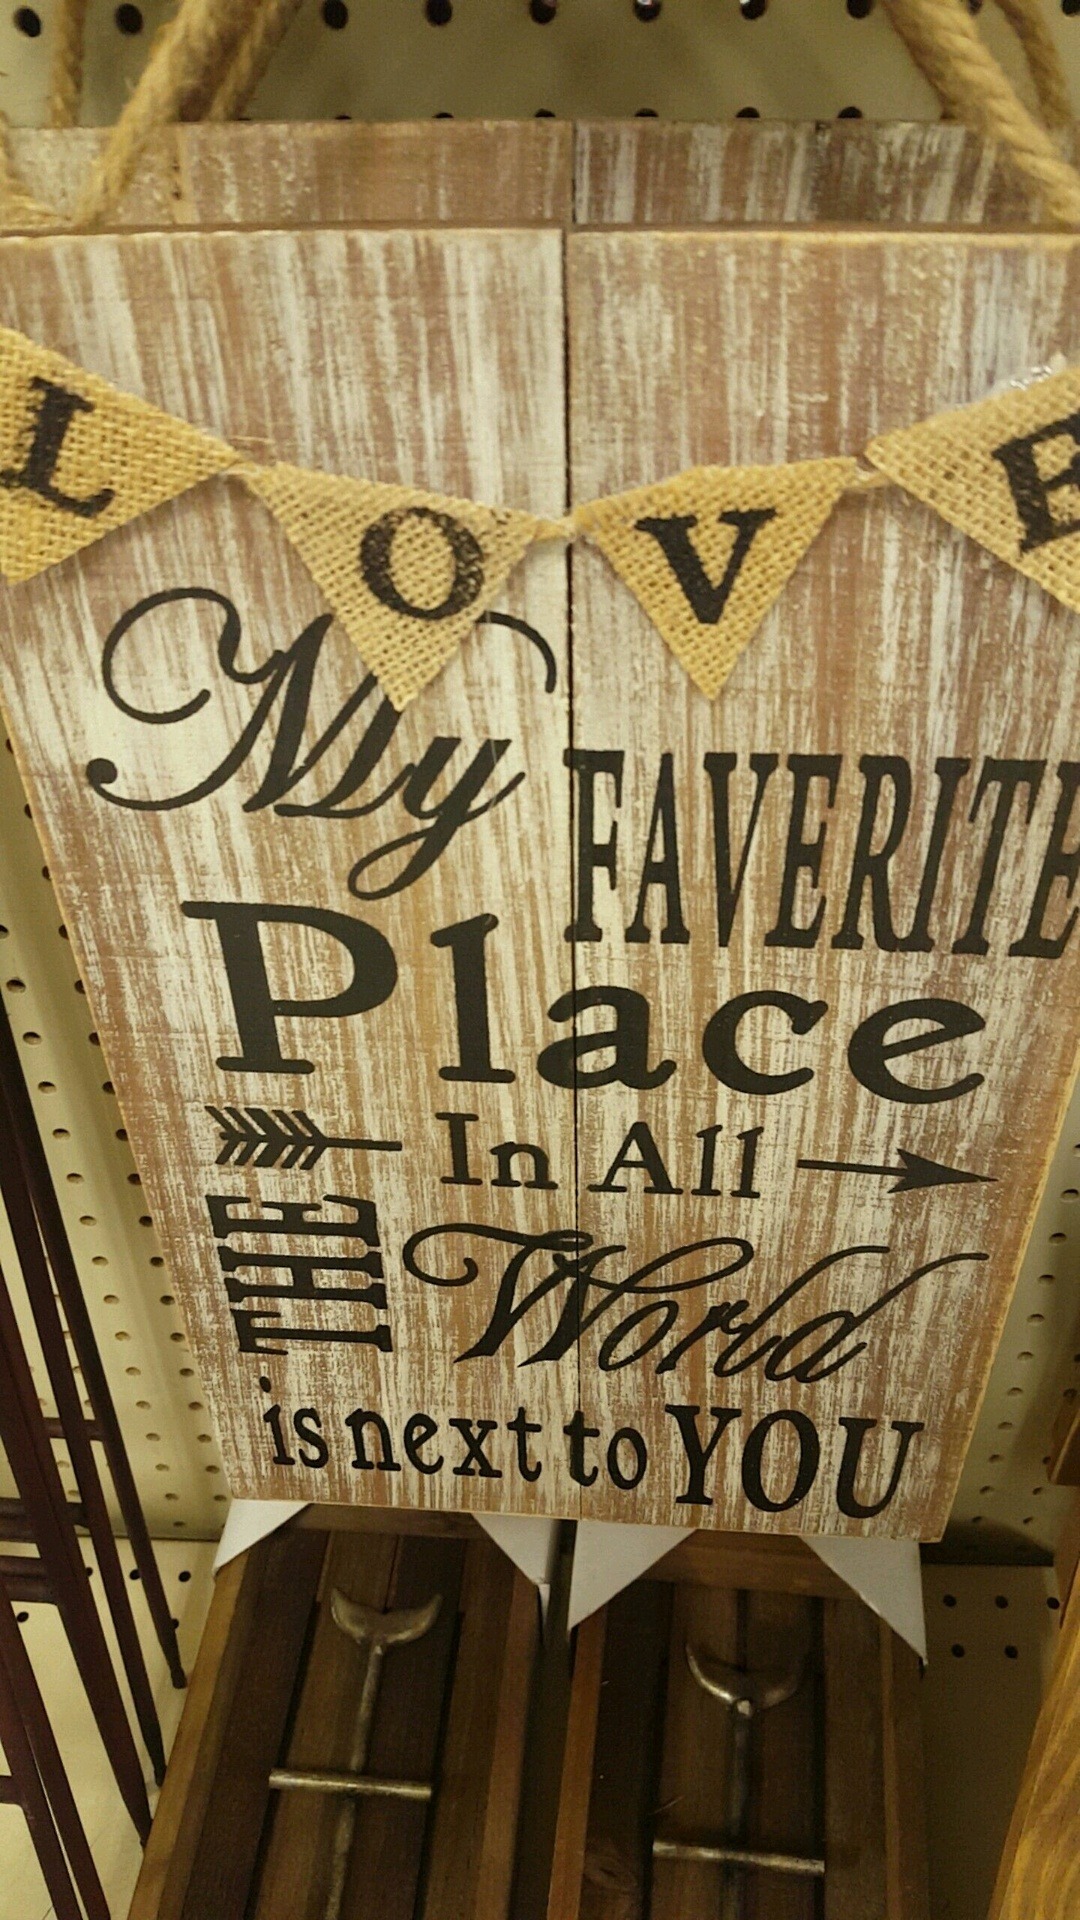 LOVE
My FAVERITE
Place
In All
THE World
is next to YOU